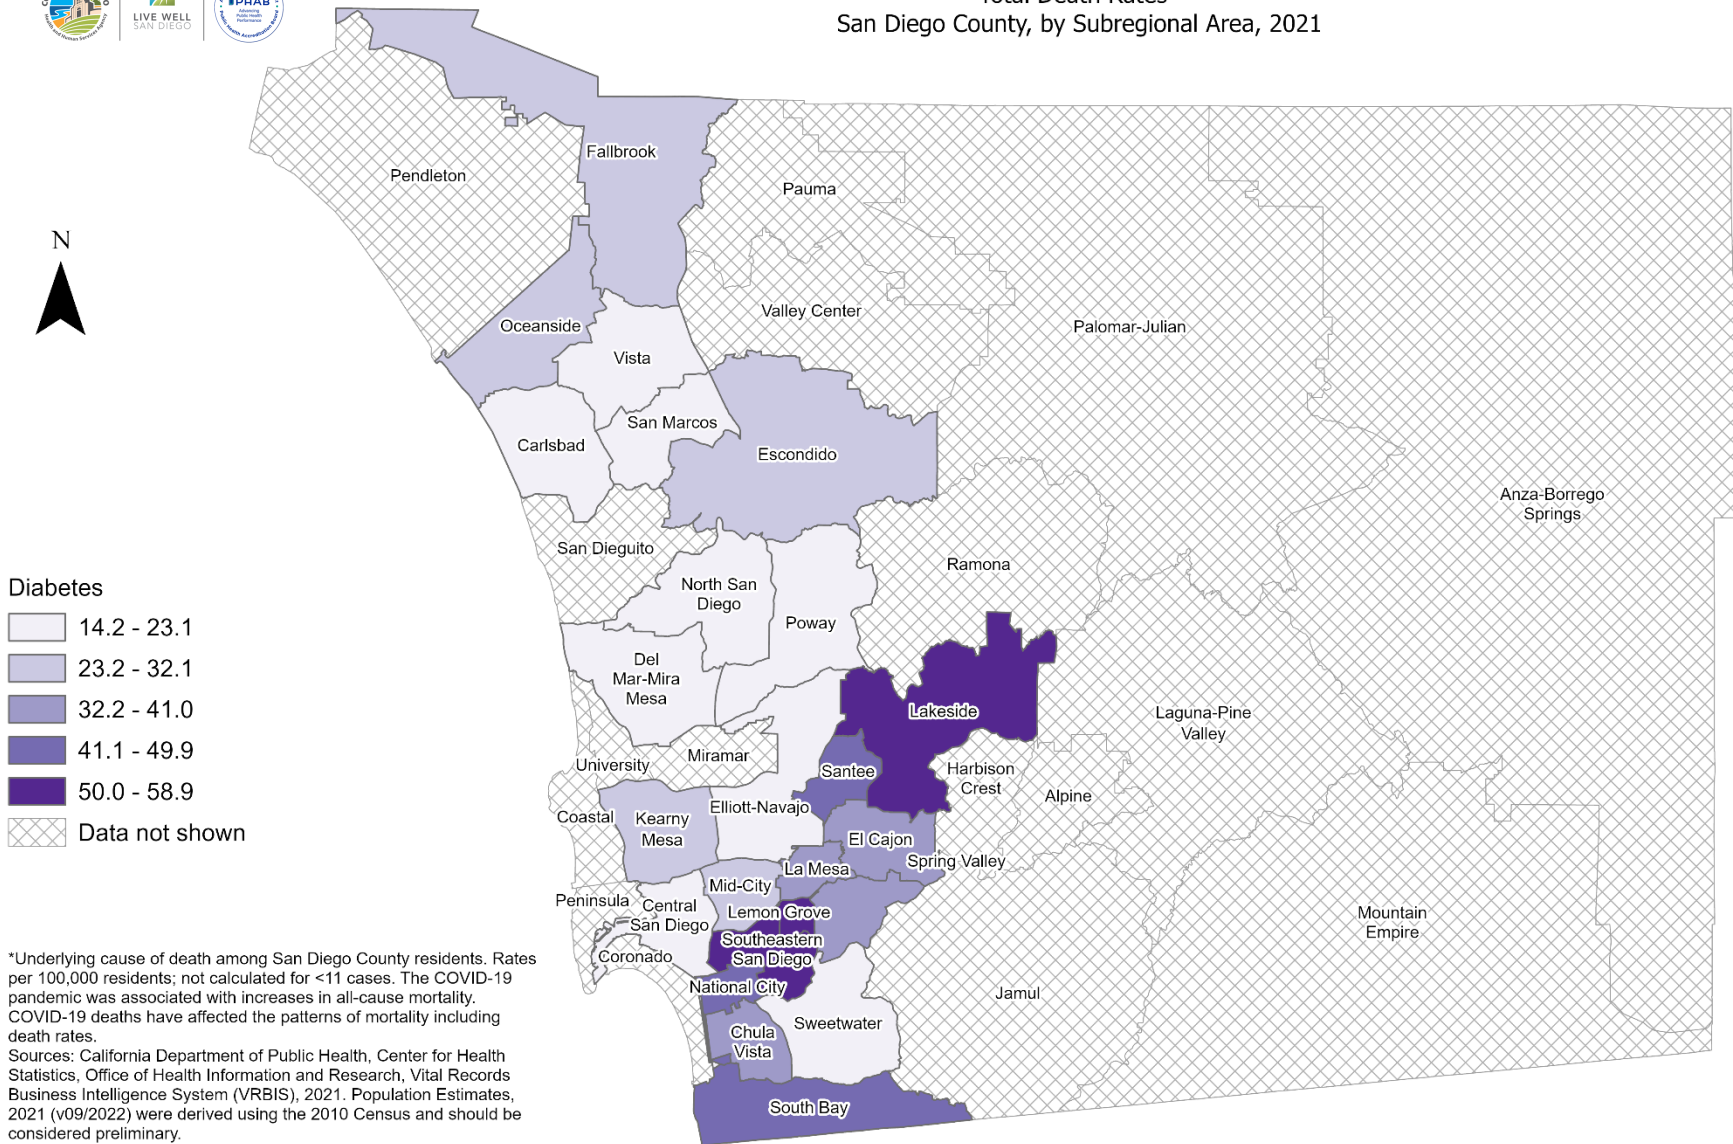 LIVE WELL
SAN DIEGO
PHAB
Advancing
Public Health
Performance
Public Health Accreditation Board
Total Death Rates
San Diego County, by Subregional Area, 2021
Fallbrook
Pendleton
Pauma
N
Valley Center
Oceanside
Palomar-Julian
Vista
San Marcos
Carlsbad
Escondido
Anza-Borrego
Springs
San Dieguito
Ramona
North San
Diego
Poway
Del
Mar-Mira
Mesa
Lakeside
Laguna-Pine
Valley
Miramar
University
Santee
Harbison
Crest
Alpine
Elliott-Navajo
Coastal
Kearny
Mesa
El Cajon
Spring Valley
La Mesa
Mid-City
Peninsula
Central
San Diego
Lemon Grove
Mountain
Empire
Southeastern
San Diego
Coronado
National City
Jamul
Sweetwater
Chula
Vista
South Bay
Diabetes
14.2 - 23.1
23.2 - 32.1
32.2 - 41.0
41.1 - 49.9
50.0 - 58.9
Data not shown
*Underlying cause of death among San Diego County residents. Rates
per 100,000 residents; not calculated for <11 cases. The COVID-19
pandemic was associated with increases in all-cause mortality.
COVID-19 deaths have affected the patterns of mortality including
death rates.
Sources: California Department of Public Health, Center for Health
Statistics, Office of Health Information and Research, Vital Records
Business Intelligence System (VRBIS), 2021. Population Estimates,
2021 (v09/2022) were derived using the 2010 Census and should be
considered preliminary.